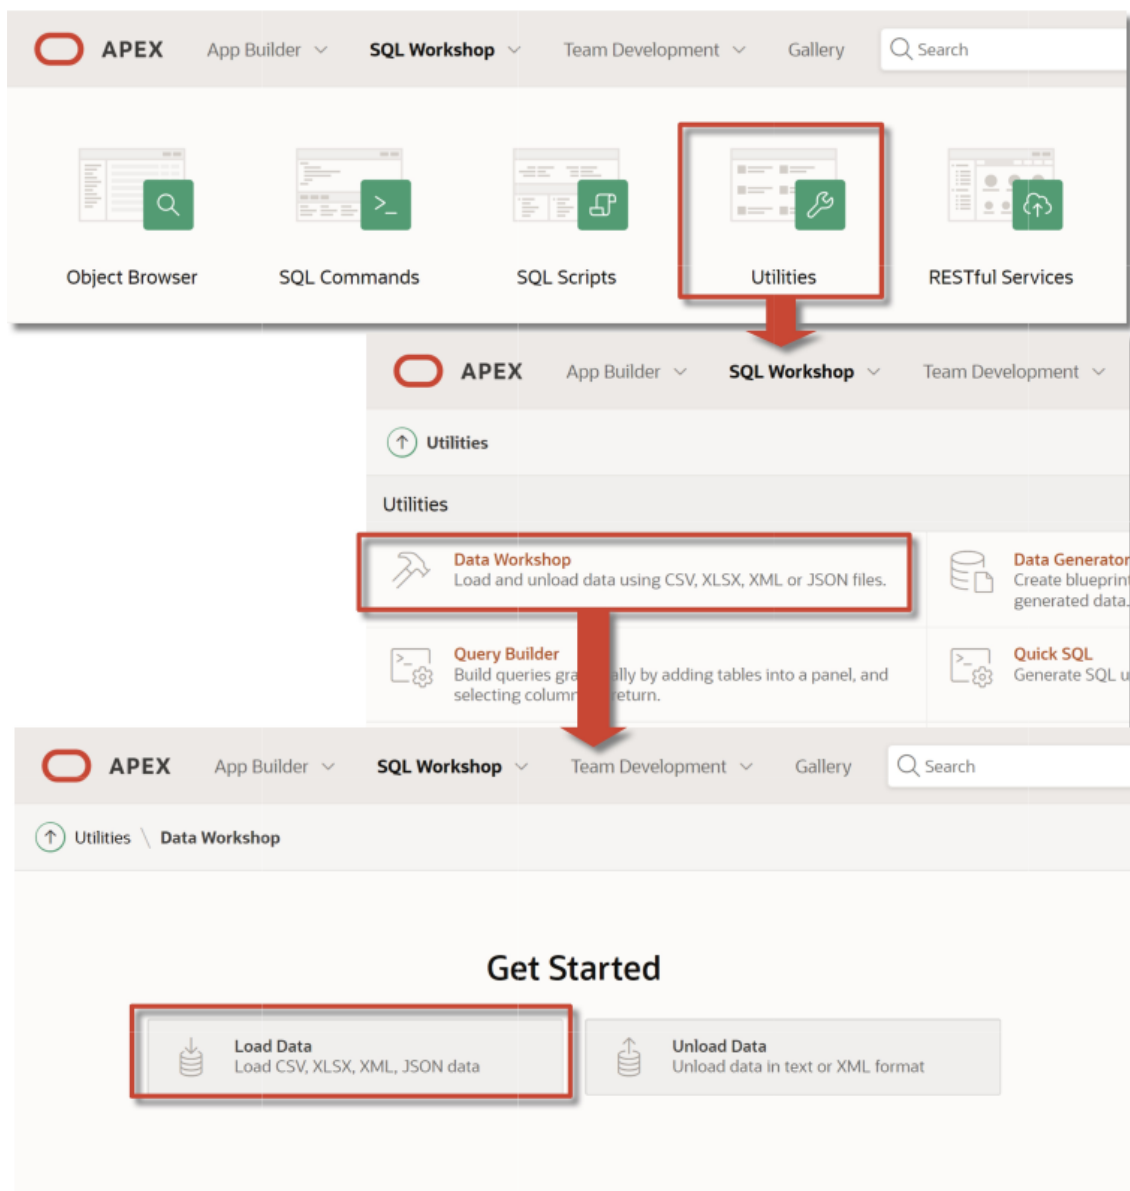 APEX App Builder SQL Workshop Team Development Gallery Search
Object Browser SQL Commands SQL Scripts Utilities RESTful Services
APEX App Builder SQL Workshop Team Development
Utilities
Utilities
Data Workshop
Load and unload data using CSV, XLSX, XML or JSON files.
Data Generator
Create blueprint
generated data.
Query Builder
Build queries gra ally by adding tables into a panel, and
selecting column return.
Quick SQL
Generate SQL u
APEX App Builder SQL Workshop Team Development Gallery Search
Utilities \ Data Workshop
Get Started
Load Data
Load CSV, XLSX, XML, JSON data
Unload Data
Unload data in text or XML format